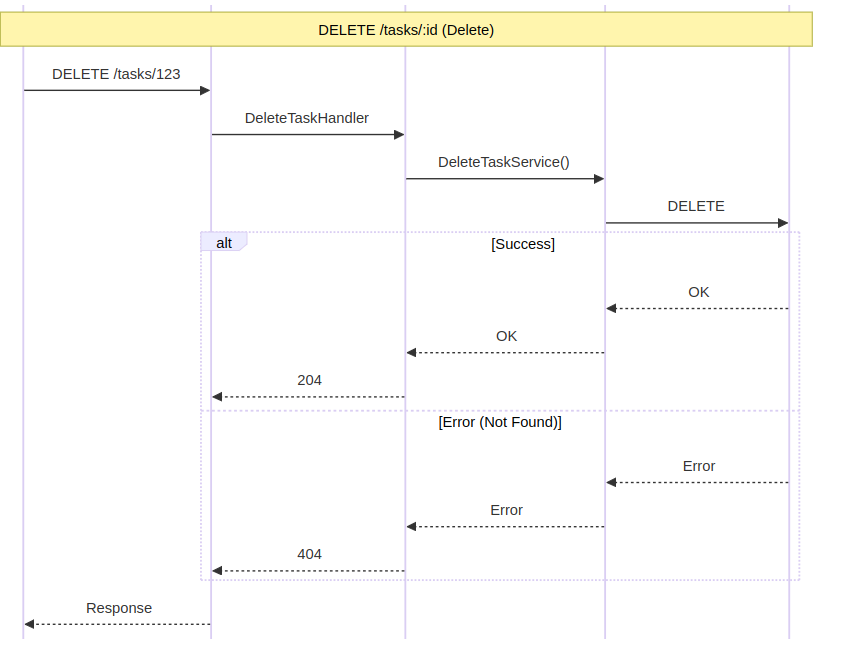 DELETE /tasks/:id (Delete)
DELETE /tasks/123
DeleteTaskHandler
DeleteTaskService()
DELETE
alt
[Success]
OK
OK
204
[Error (Not Found)]
Error
Error
404
Response